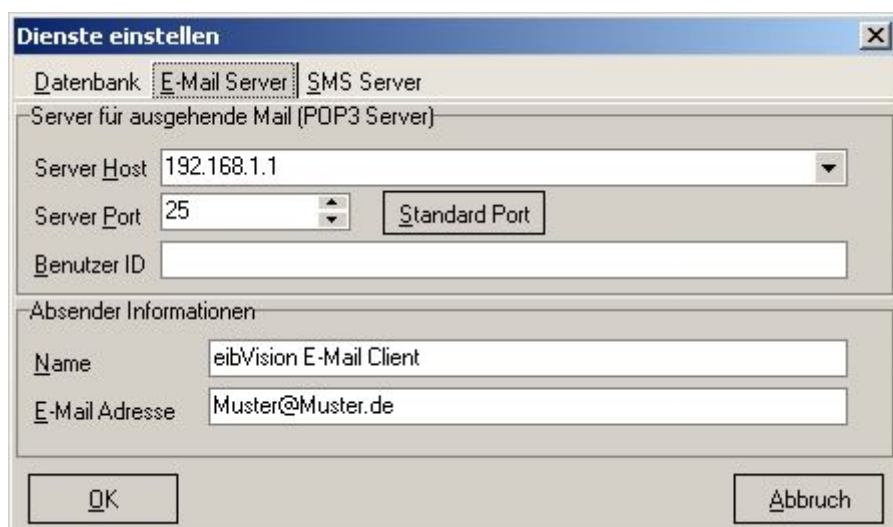 Dienste einstellen
Datenbank E-Mail Server SMS Server
Server für ausgehende Mail (POP3 Server)
Server Host 192.168.1.1
Server Port 25 Standard Port
Benutzer ID
Absender Informationen
Name eibVision E-Mail Client
E-Mail Adresse Muster@Muster.de
OK Abbruch